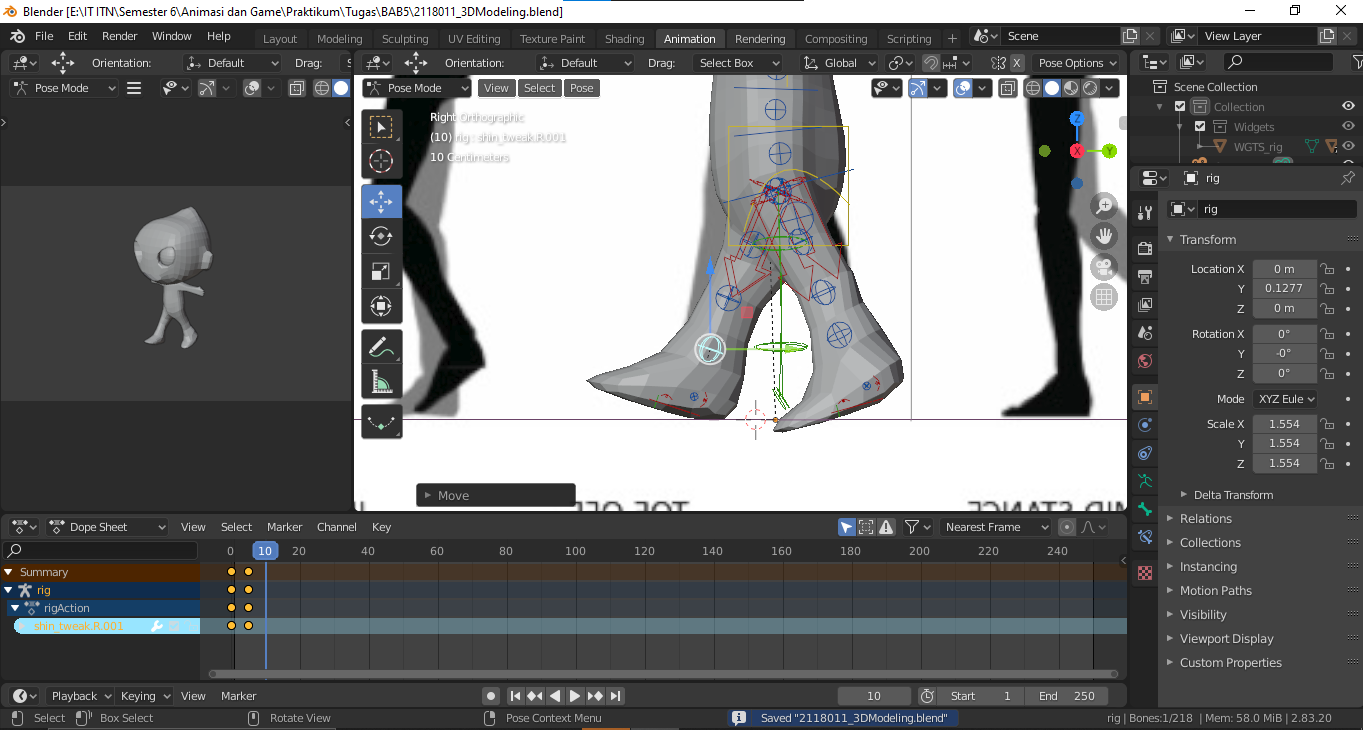 Blender [E:\IT ITN\Semester 6\Animasi dan Game\Praktikum\Tugas\BAB5\2118011_3DModeling.blend]
File Edit Render Window Help Layout Modeling Sculpting UV Editing Texture Paint Shading Animation Rendering Compositing Scripting + Scene View Layer
Orientation: Default Drag: S Orientation: Default Drag: Select Box Global X Pose Options
Pose Mode Pose Mode View Select Pose
Right Orthographic
(10) rig : shin_tweak.R.001
10 Centimeters
Z
X Y
Move
Scene Collection
Collection
Widgets
WGTS_rig
rig
rig
Transform
Location X 0 m
Y 0.1277
Z 0 m
Rotation X 0°
Y -0°
Z 0°
Mode XYZ Eule
Scale X 1.554
Y 1.554
Z 1.554
Delta Transform
Relations
Collections
Instancing
Motion Paths
Visibility
Viewport Display
Custom Properties
Dope Sheet View Select Marker Channel Key Nearest Frame
0 10 20 40 60 80 100 120 140 160 180 200 220 240
Summary
rig
rigAction
shin_tweak.R.001
Playback Keying View Marker 10 Start 1 End 250
Select Box Select Rotate View Pose Context Menu Saved "2118011_3DModeling.blend" rig | Bones:1/218 | Mem: 58.0 MiB | 2.83.20